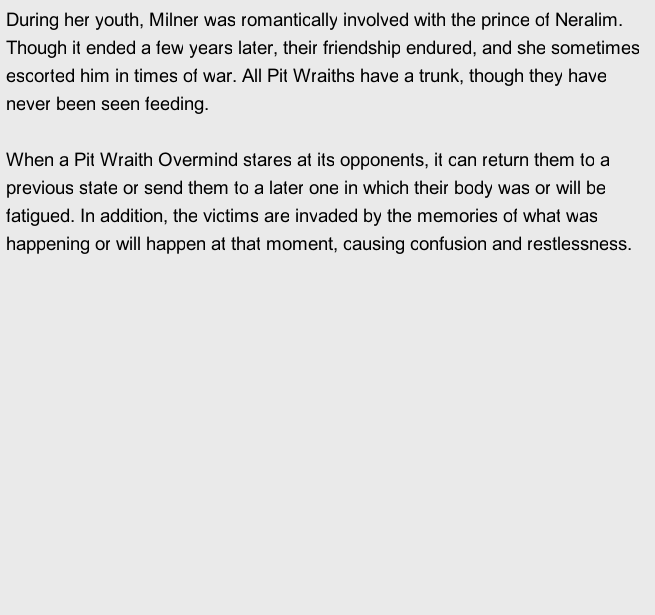 During her youth, Milner was romantically involved with the prince of Neralim.
Though it ended a few years later, their friendship endured, and she sometimes
escorted him in times of war. All Pit Wraiths have a trunk, though they have
never been seen feeding.

When a Pit Wraith Overmind stares at its opponents, it can return them to a
previous state or send them to a later one in which their body was or will be
fatigued. In addition, the victims are invaded by the memories of what was
happening or will happen at that moment, causing confusion and restlessness.